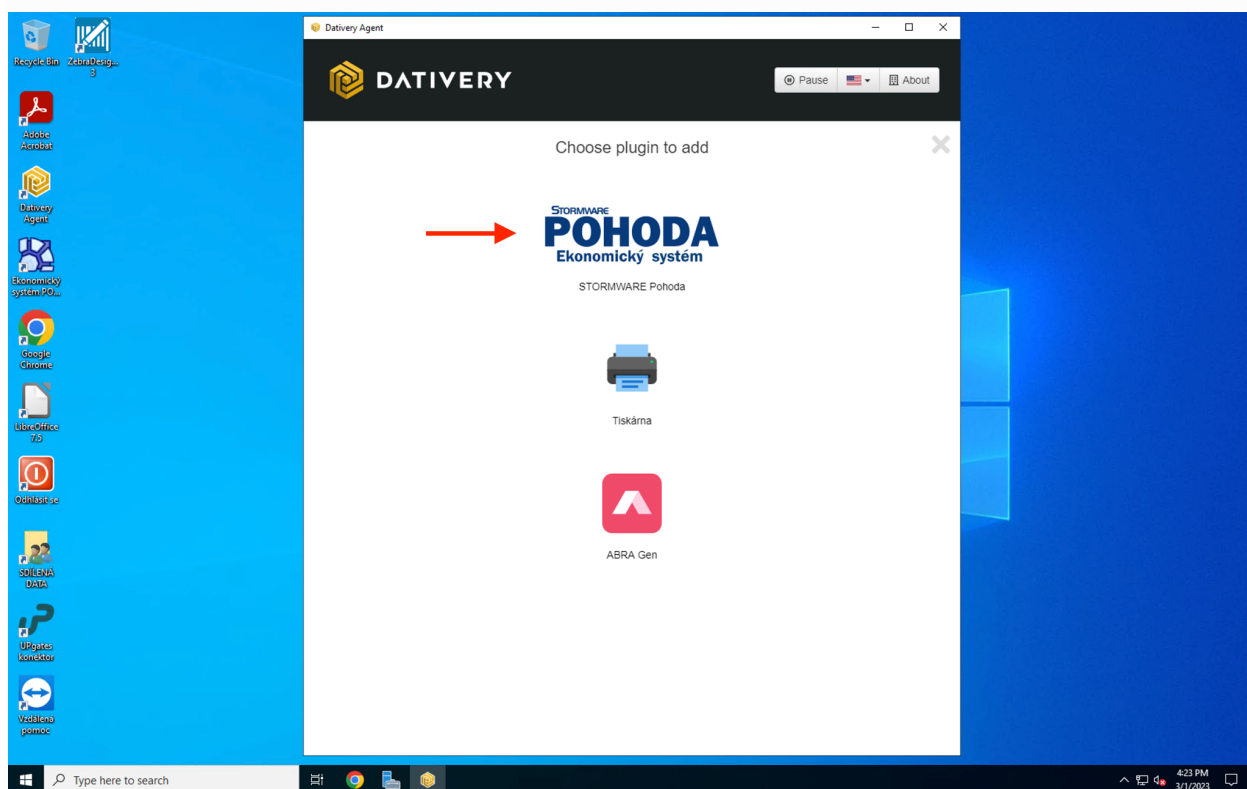 Recycle Bin
ZebraDesig...
3
Adobe
Acrobat
Dativery
Agent
Ekonomický
systém PO...
Google
Chrome
LibreOffice
7.5
Odhlásit se
SDÍLENÁ
DATA
UPgates
konektor
Vzdálená
pomoc
Dativery Agent
DATIVERY
Pause
About
Choose plugin to add
STORMWARE
POHODA
Ekonomický systém
STORMWARE Pohoda
Tiskárna
ABRA Gen
Type here to search
4:23 PM
3/1/2023